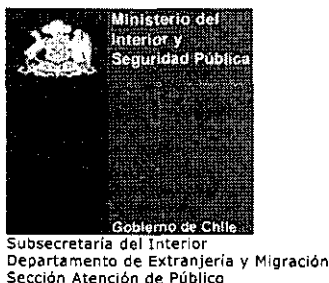 Ministerio del
Interior y
Seguridad Pública
Gobierno de Chile
Subsecretaría del Interior
Departamento de Extranjería y Migración
Sección Atención de Público